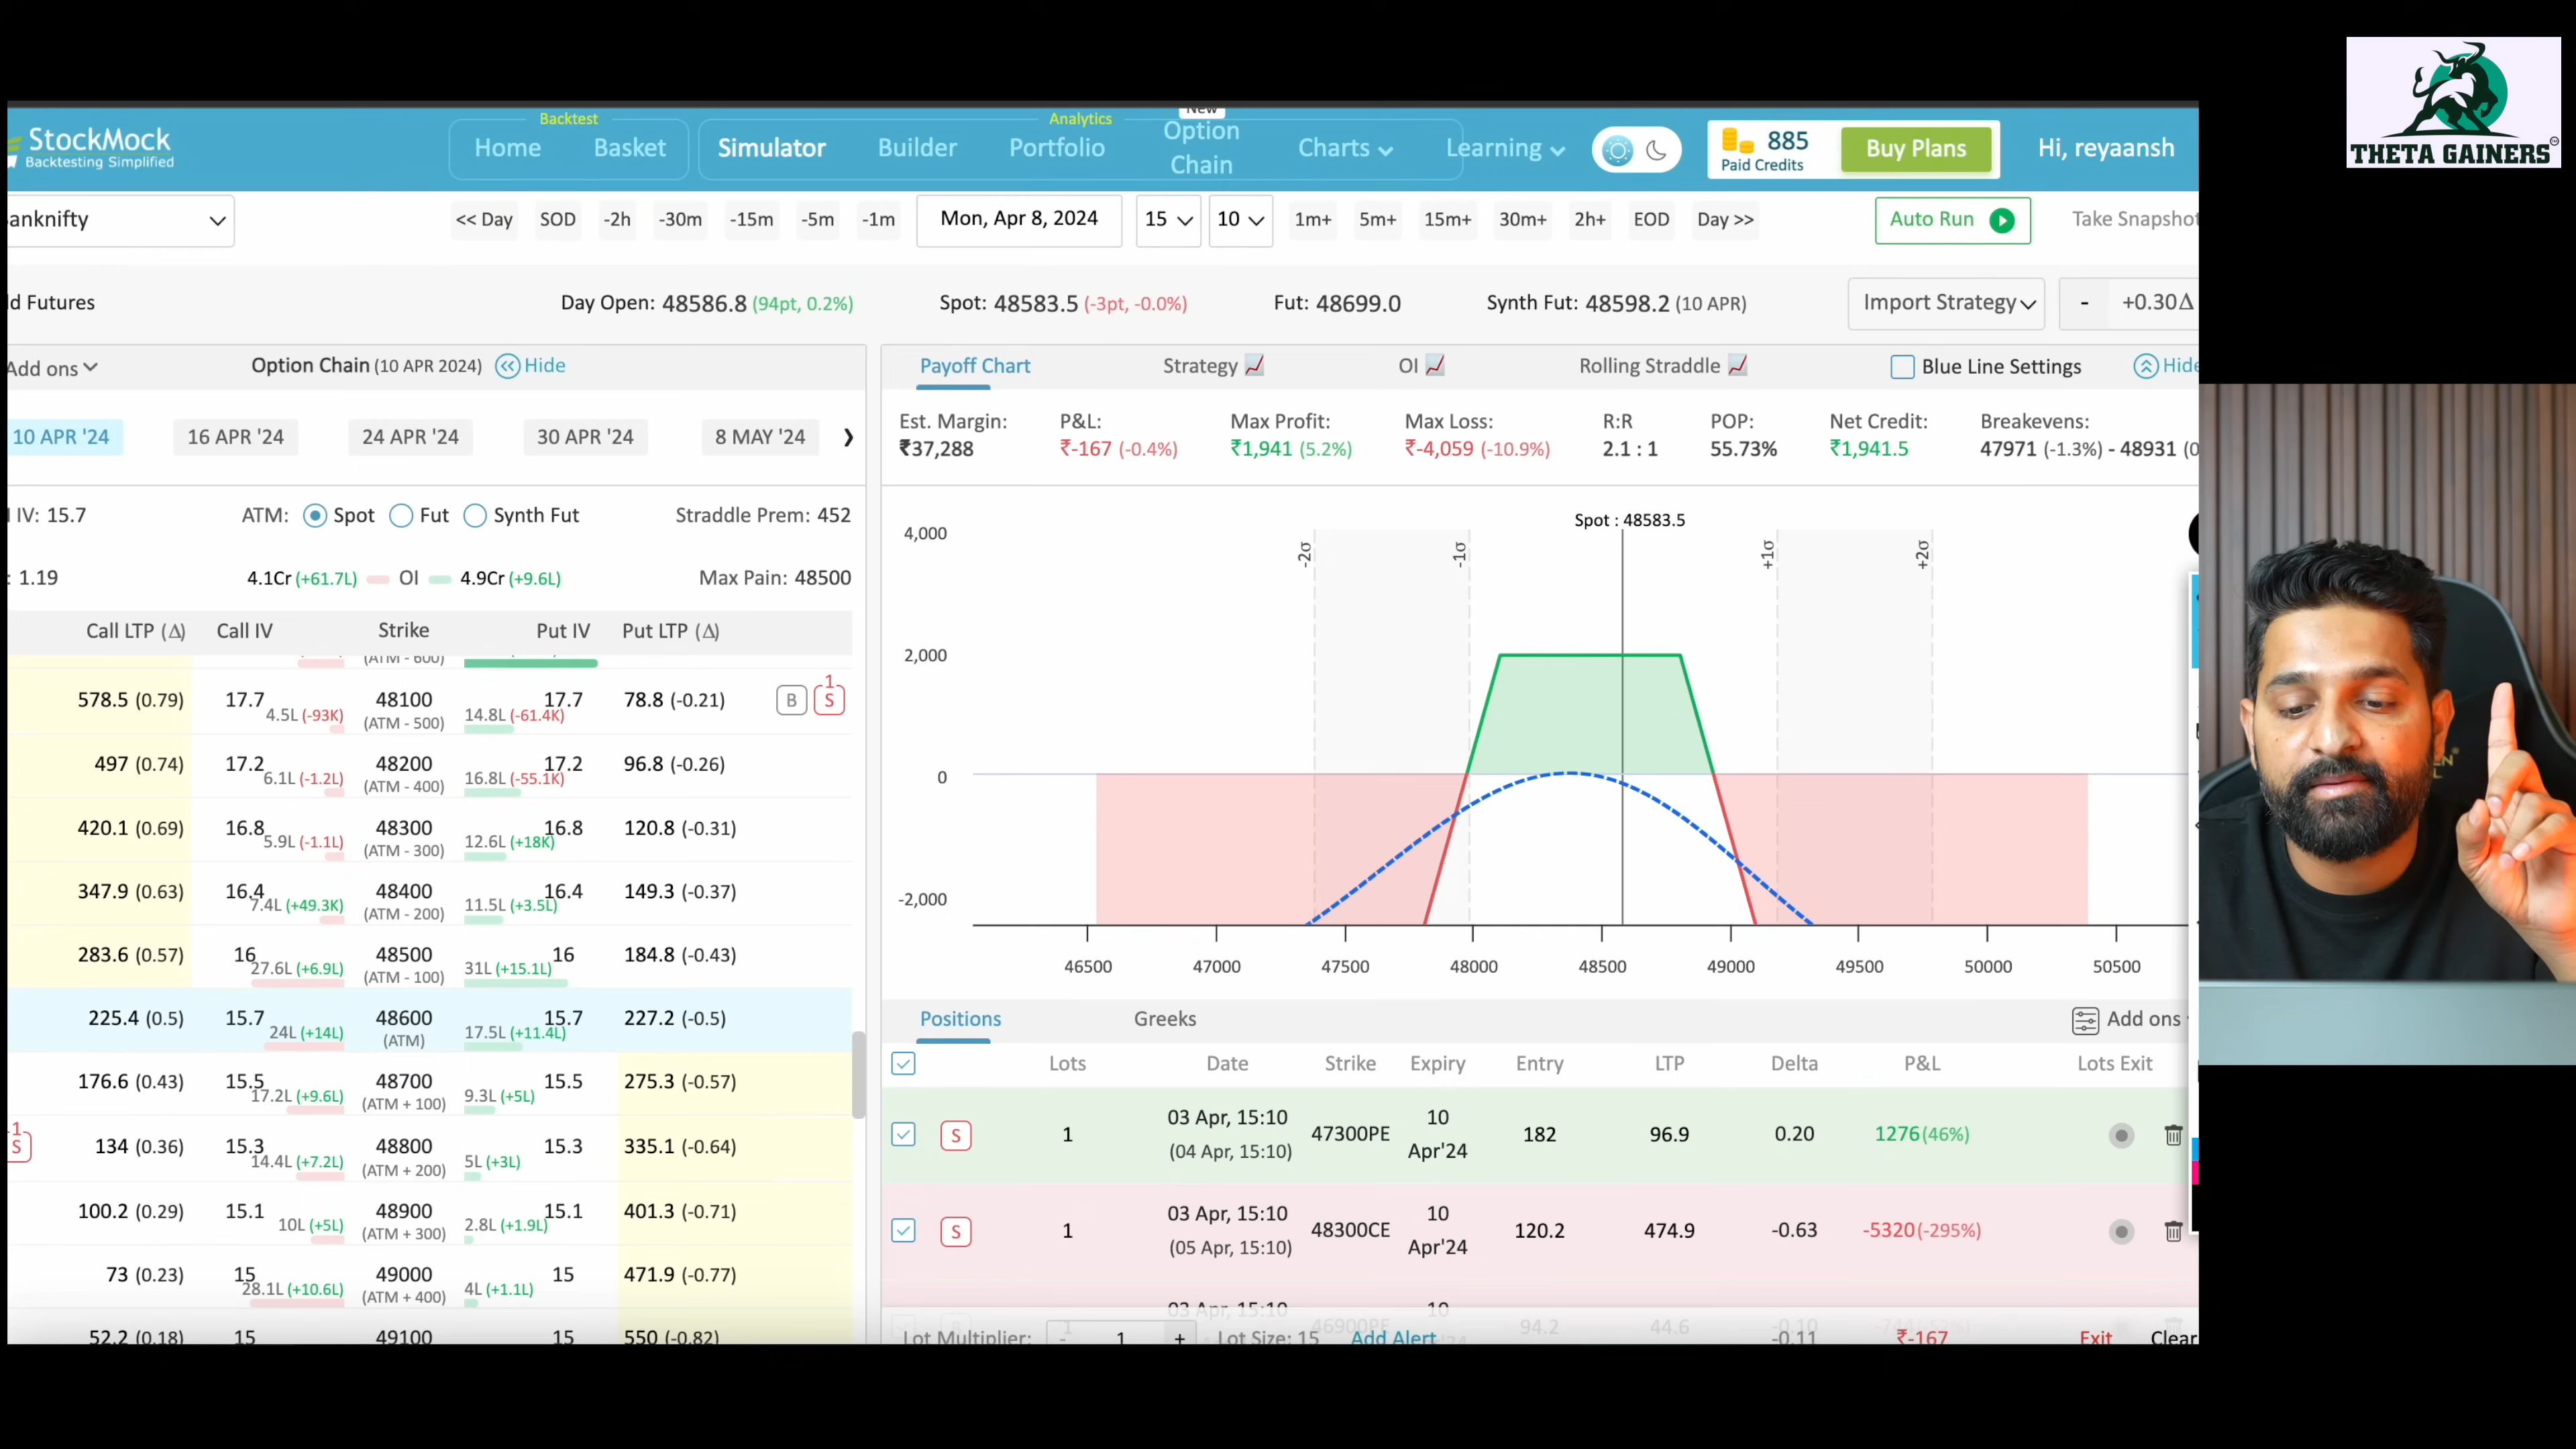 THETA GAINERS
StockMock
Backtesting Simplified
Backtest
Home
Basket
Simulator
Builder
Analytics
Portfolio
New
Option
Chain
Charts
Learning
885
Paid Credits
Buy Plans
Hi, reyaansh
anknifty
<< Day
SOD
-2h
-30m
-15m
-5m
-1m
Mon, Apr 8, 2024
15
10
1m+
5m+
15m+
30m+
2h+
EOD
Day >>
Auto Run
Take Snapshot
d Futures
Day Open: 48586.8 (94pt, 0.2%)
Spot: 48583.5 (-3pt, -0.0%)
Fut: 48699.0
Synth Fut: 48598.2 (10 APR)
Import Strategy
- +0.30Δ
Add ons
Option Chain (10 APR 2024)
Hide
10 APR '24
16 APR '24
24 APR '24
30 APR '24
8 MAY '24
IV: 15.7
ATM: Spot Fut Synth Fut
Straddle Prem: 452
: 1.19
4.1Cr (+61.7L) OI 4.9Cr (+9.6L)
Max Pain: 48500
Call LTP (Δ) Call IV Strike Put IV Put LTP (Δ)
(ATM - 600)
578.5 (0.79) 17.7 4.5L (-93K) 48100 (ATM - 500) 17.7 14.8L (-61.4K) 78.8 (-0.21) B S 1
497 (0.74) 17.2 6.1L (-1.2L) 48200 (ATM - 400) 17.2 16.8L (-55.1K) 96.8 (-0.26)
420.1 (0.69) 16.8 5.9L (-1.1L) 48300 (ATM - 300) 16.8 12.6L (+18K) 120.8 (-0.31)
347.9 (0.63) 16.4 7.4L (+49.3K) 48400 (ATM - 200) 16.4 11.5L (+3.5L) 149.3 (-0.37)
283.6 (0.57) 16 27.6L (+6.9L) 48500 (ATM - 100) 16 31L (+15.1L) 184.8 (-0.43)
225.4 (0.5) 15.7 24L (+14L) 48600 (ATM) 15.7 17.5L (+11.4L) 227.2 (-0.5)
176.6 (0.43) 15.5 17.2L (+9.6L) 48700 (ATM + 100) 15.5 9.3L (+5L) 275.3 (-0.57)
1 S 134 (0.36) 15.3 14.4L (+7.2L) 48800 (ATM + 200) 15.3 5L (+3L) 335.1 (-0.64)
100.2 (0.29) 15.1 10L (+5L) 48900 (ATM + 300) 15.1 2.8L (+1.9L) 401.3 (-0.71)
73 (0.23) 15 28.1L (+10.6L) 49000 (ATM + 400) 15 4L (+1.1L) 471.9 (-0.77)
52.2 (0.18) 15 49100 15 550 (-0.82)
Payoff Chart
Strategy
OI
Rolling Straddle
Blue Line Settings
Hide
Est. Margin: P&L: Max Profit: Max Loss: R:R POP: Net Credit: Breakevens:
₹37,288 ₹-167 (-0.4%) ₹1,941 (5.2%) ₹-4,059 (-10.9%) 2.1 : 1 55.73% ₹1,941.5 47971 (-1.3%) - 48931 (0
Spot : 48583.5
4,000
2,000
0
-2,000
-2σ
-1σ
+1σ
+2σ
46500 47000 47500 48000 48500 49000 49500 50000 50500
Positions
Greeks
Add ons
Lots Date Strike Expiry Entry LTP Delta P&L Lots Exit
S 1 03 Apr, 15:10 (04 Apr, 15:10) 47300PE 10 Apr'24 182 96.9 0.20 1276(46%)
S 1 03 Apr, 15:10 (05 Apr, 15:10) 48300CE 10 Apr'24 120.2 474.9 -0.63 -5320(-295%)
03 Apr, 15:10 10
46900PE 94.2 44.6 -0.10
Lot Multiplier: - 1 + Lot Size: 15 Add Alert -0.11 ₹-167 Exit Clear